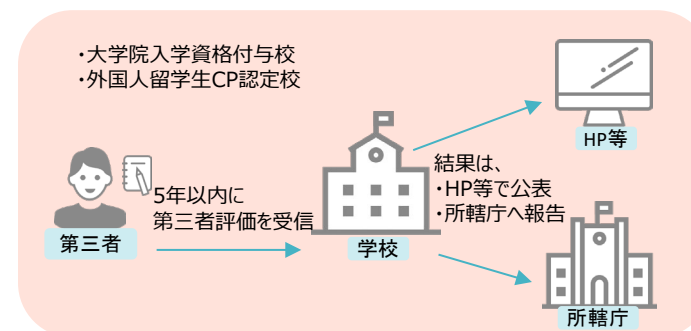 ・大学院入学資格付与校
・外国人留学生CP認定校
HP等
結果は、
・HP等で公表
・所轄庁へ報告
5年以内に
第三者評価を受信
第三者
学校
所轄庁